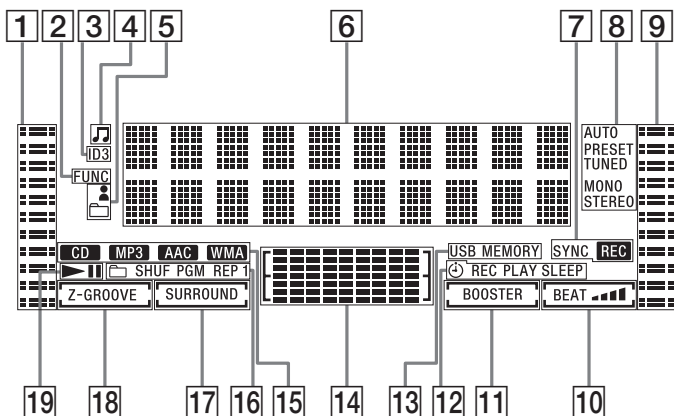 1 2 3 4 5 6 7 8 9
ID3
FUNC
AUTO
PRESET
TUNED
MONO
STEREO
CD MP3 AAC WMA
USB MEMORY SYNC REC
SHUF PGM REP 1
REC PLAY SLEEP
Z-GROOVE SURROUND BOOSTER BEAT
19 18 17 16 15 14 13 12 11 10